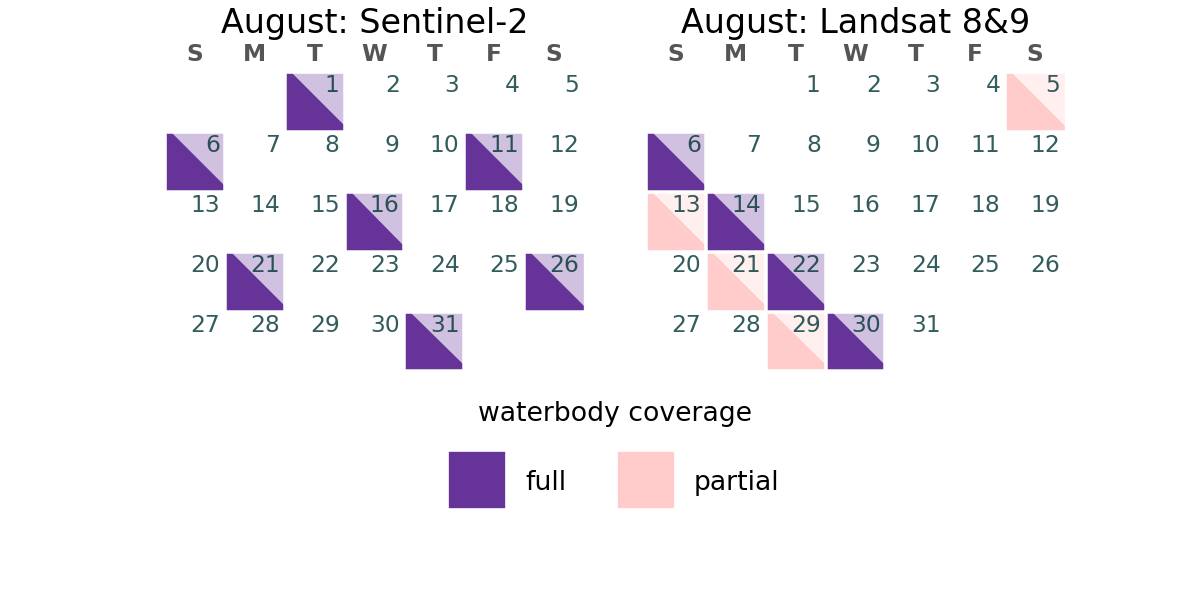 August: Sentinel-2
S M T W T F S
1 2 3 4 5
6 7 8 9 10 11 12
13 14 15 16 17 18 19
20 21 22 23 24 25 26
27 28 29 30 31
August: Landsat 8&9
S M T W T F S
1 2 3 4 5
6 7 8 9 10 11 12
13 14 15 16 17 18 19
20 21 22 23 24 25 26
27 28 29 30 31
waterbody coverage
full partial